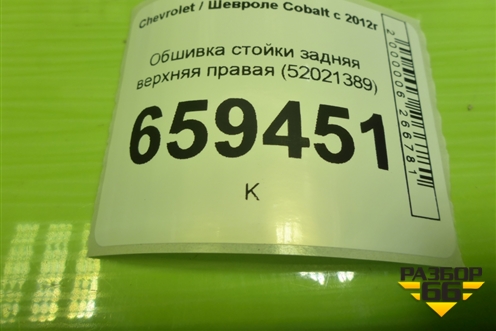 Chevrolet / Шевроле Cobalt с 2012г
Обшивка стойки задняя
верхняя правая (52021389)
659451
К
2000006266781
РАЗБОР
66